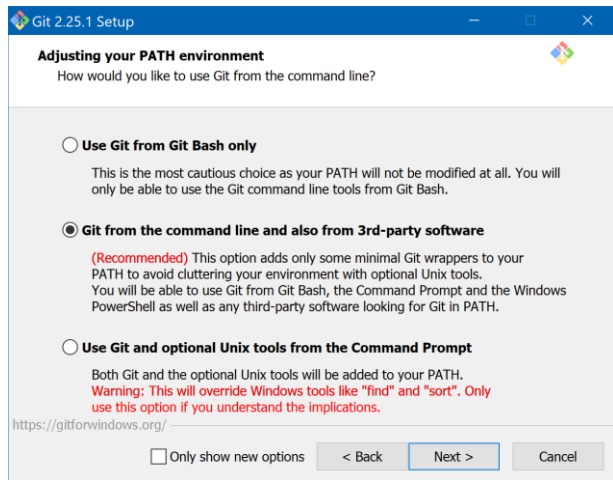 Git 2.25.1 Setup
Adjusting your PATH environment
How would you like to use Git from the command line?
Use Git from Git Bash only
This is the most cautious choice as your PATH will not be modified at all. You will
only be able to use the Git command line tools from Git Bash.
Git from the command line and also from 3rd-party software
(Recommended) This option adds only some minimal Git wrappers to your
PATH to avoid cluttering your environment with optional Unix tools.
You will be able to use Git from Git Bash, the Command Prompt and the Windows
PowerShell as well as any third-party software looking for Git in PATH.
Use Git and optional Unix tools from the Command Prompt
Both Git and the optional Unix tools will be added to your PATH.
Warning: This will override Windows tools like "find" and "sort". Only
use this option if you understand the implications.
https://gitforwindows.org/
Only show new options < Back Next > Cancel